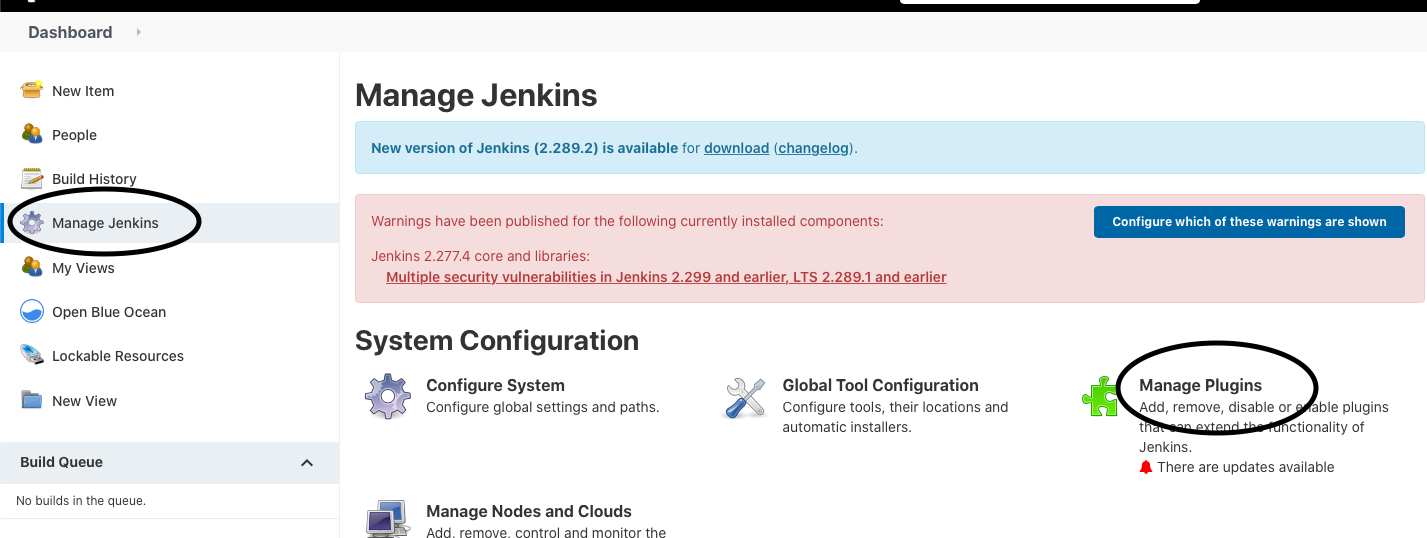 Dashboard
New Item
People
Build History
Manage Jenkins
My Views
Open Blue Ocean
Lockable Resources
New View
Build Queue
No builds in the queue.
Manage Jenkins
New version of Jenkins (2.289.2) is available for download (changelog).
Warnings have been published for the following currently installed components:
Configure which of these warnings are shown
Jenkins 2.277.4 core and libraries:
Multiple security vulnerabilities in Jenkins 2.299 and earlier, LTS 2.289.1 and earlier
System Configuration
Configure System
Configure global settings and paths.
Global Tool Configuration
Configure tools, their locations and
automatic installers.
Manage Plugins
Add, remove, disable or enable plugins
that can extend the functionality of
Jenkins.
There are updates available
Manage Nodes and Clouds
Add, remove, control and monitor the